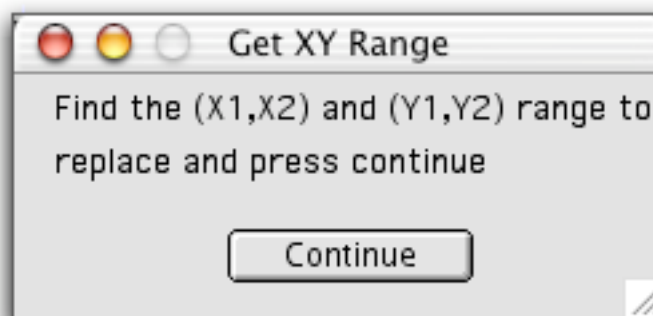 Get XY Range
Find the (X1,X2) and (Y1,Y2) range to
replace and press continue
Continue